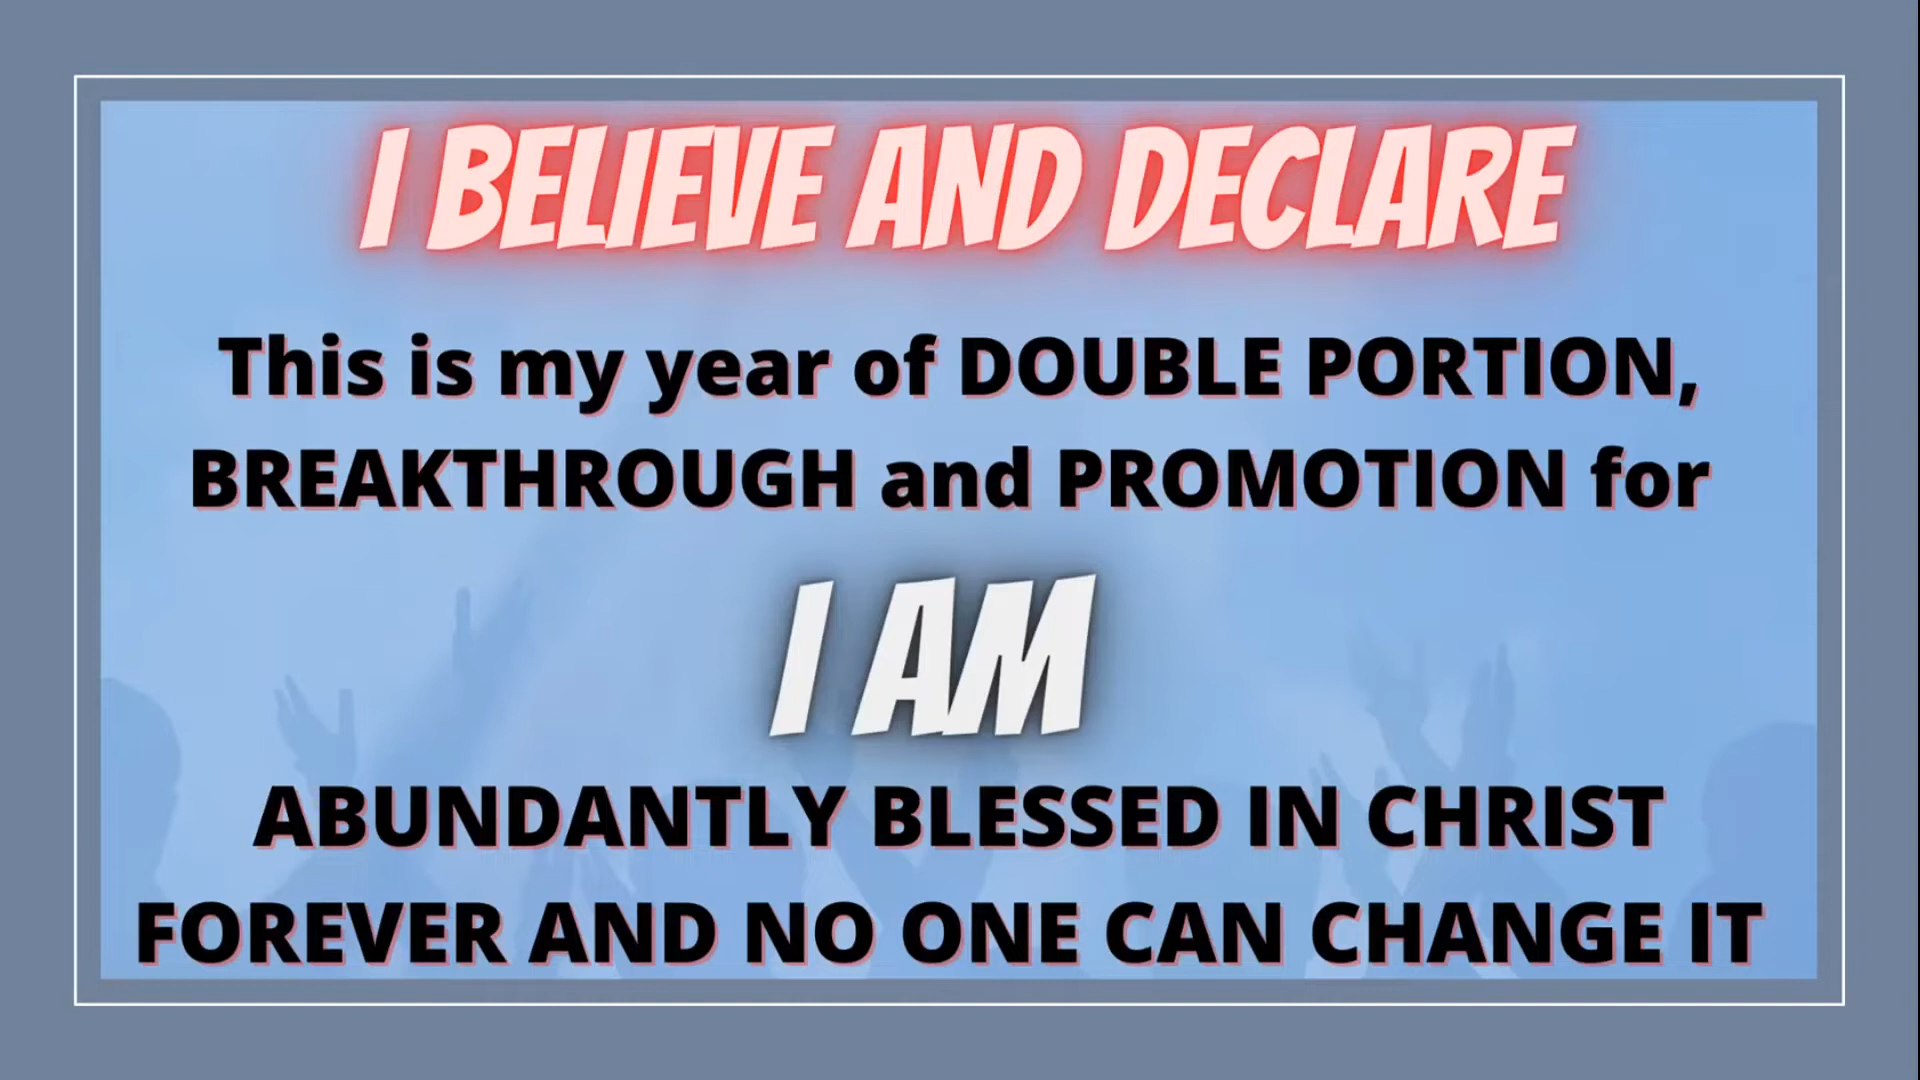 I BELIEVE AND DECLARE
This is my year of DOUBLE PORTION,
BREAKTHROUGH and PROMOTION for
I AM
ABUNDANTLY BLESSED IN CHRIST
FOREVER AND NO ONE CAN CHANGE IT